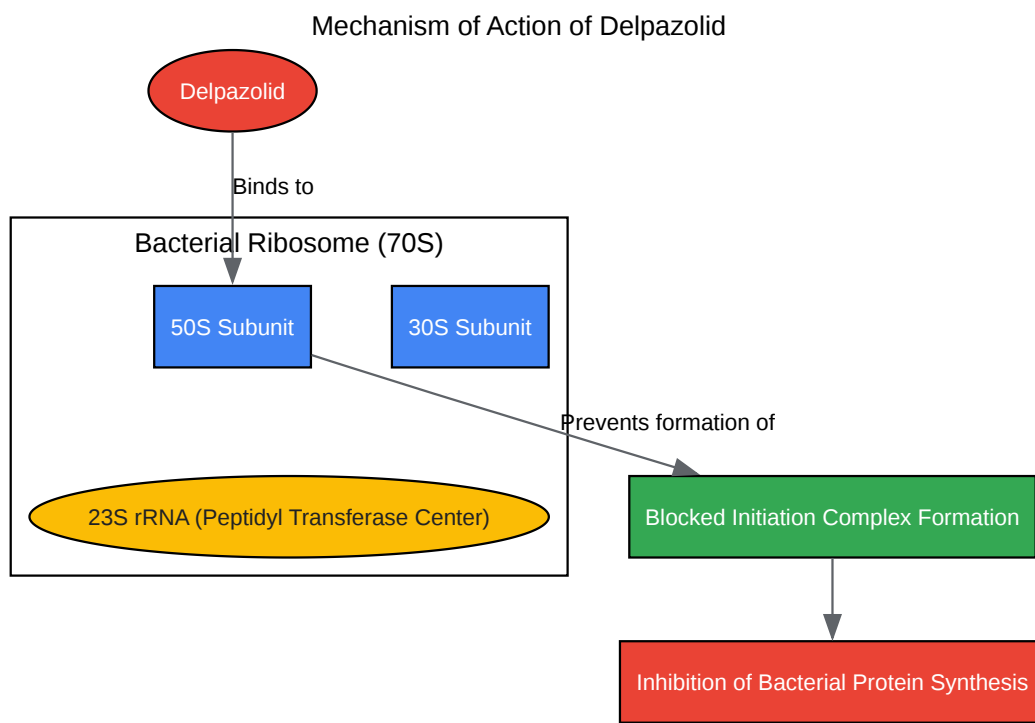 Mechanism of Action of Delpazolid
Delpazolid
Binds to
Bacterial Ribosome (70S)
50S Subunit
30S Subunit
Prevents formation of
23S rRNA (Peptidyl Transferase Center)
Blocked Initiation Complex Formation
Inhibition of Bacterial Protein Synthesis